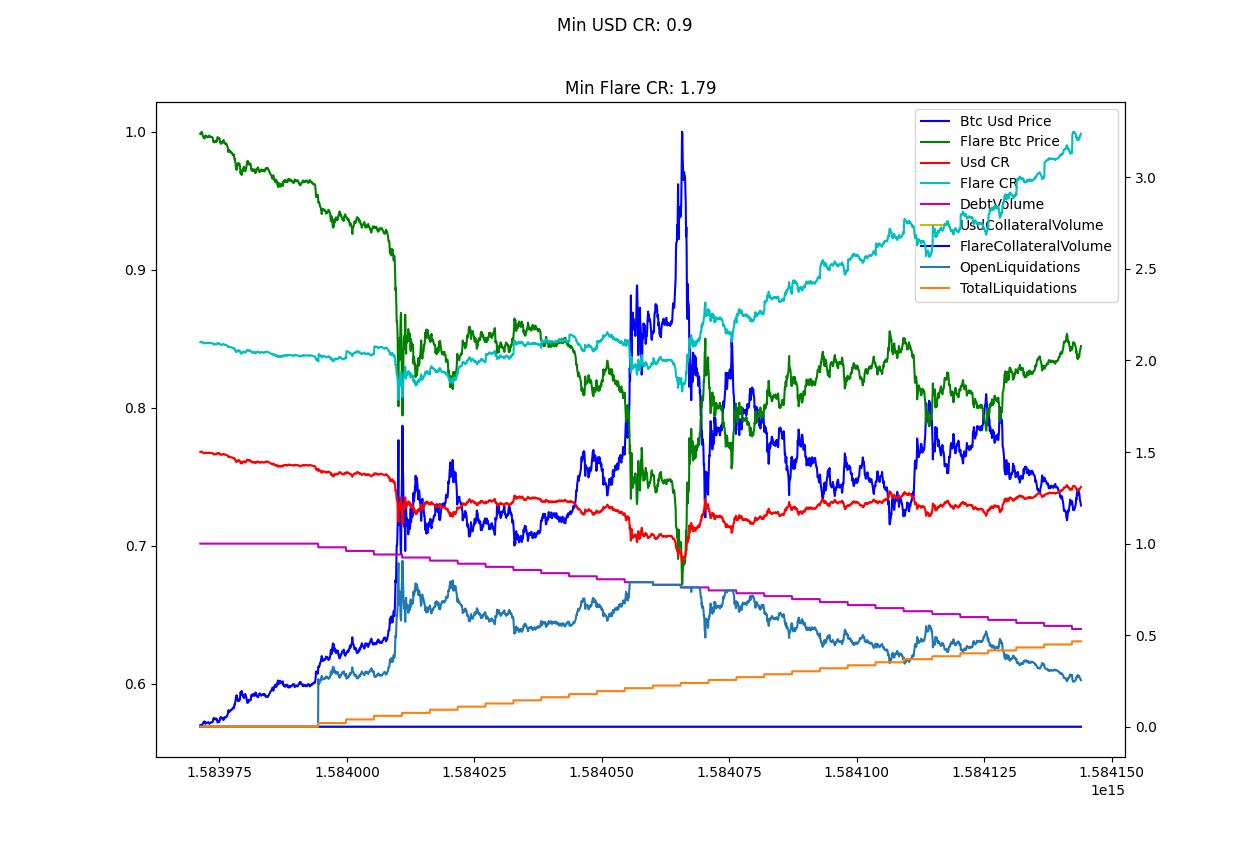 Min USD CR: 0.9
Min Flare CR: 1.79
1.0
0.9
0.8
0.7
0.6
Btc Usd Price
Flare Btc Price
Usd CR
Flare CR
DebtVolume
UsdCollateralVolume
FlareCollateralVolume
OpenLiquidations
TotalLiquidations
3.0
2.5
2.0
1.5
1.0
0.5
0.0
1.583975 1.584000 1.584025 1.584050 1.584075 1.584100 1.584125 1.584150
1e15